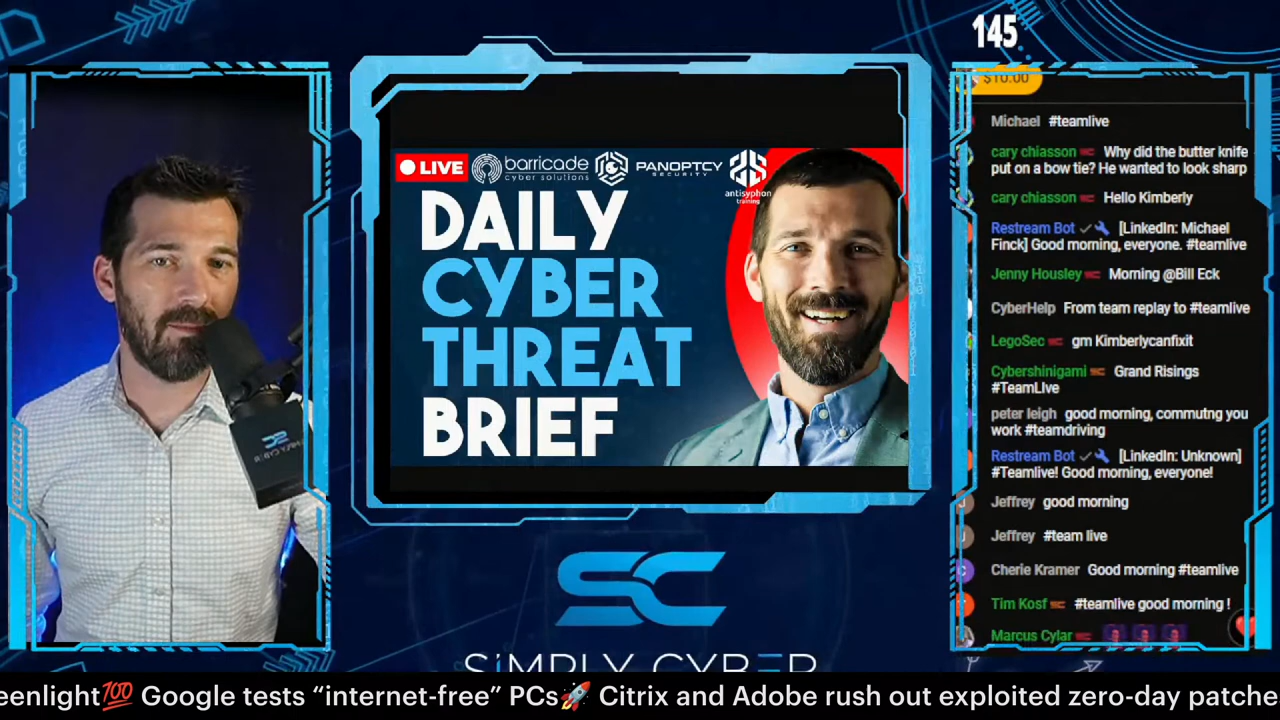 145
$10.00
LIVE
barricade
cyber solutions
PANOPTCY
SECURITY
antisyphon
training
DAILY
CYBER
THREAT
BRIEF
SC
SIMPLY CYBER
Michael #teamlive
cary chiasson Why did the butter knife
put on a bow tie? He wanted to look sharp
cary chiasson Hello Kimberly
Restream Bot [LinkedIn: Michael
Finck] Good morning, everyone. #teamlive
Jenny Housley Morning @Bill Eck
CyberHelp From team replay to #teamlive
LegoSec gm Kimberlycanfixit
Cybershinigami Grand Risings
#TeamLIve
peter leigh good morning, commutng you
work #teamdriving
Restream Bot [LinkedIn: Unknown]
#Teamlive! Good morning, everyone!
Jeffrey good morning
Jeffrey #team live
Cherie Kramer Good morning #teamlive
Tim Kosf #teamlive good morning !
Marcus Cylar
eenlight💯 Google tests “internet-free” PCs🚀 Citrix and Adobe rush out exploited zero-day patche